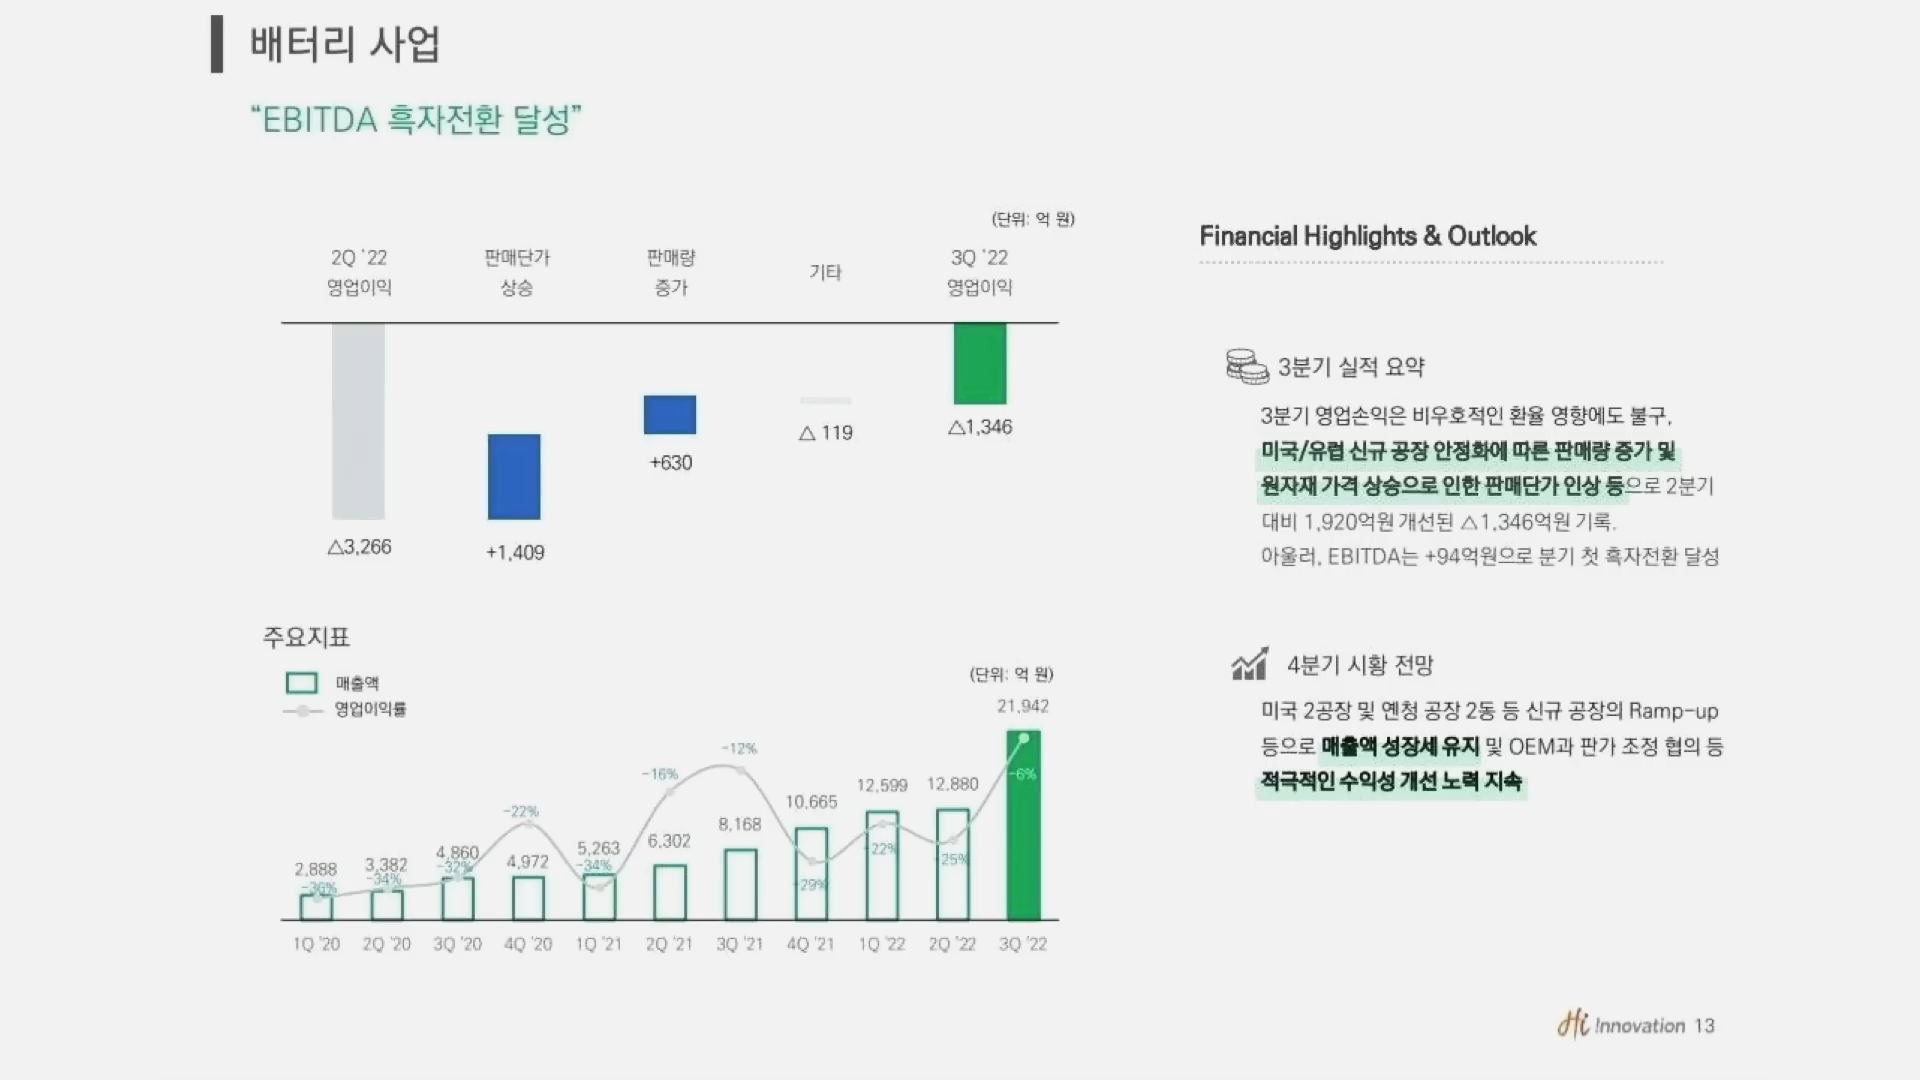 배터리 사업
“EBITDA 흑자전환 달성”
(단위: 억 원)
2Q '22
영업이익
판매단가
상승
판매량
증가
기타
3Q '22
영업이익
△3,266
+1,409
+630
△ 119
△1,346
주요지표
매출액
영업이익률
(단위: 억 원)
2,888 3,382 4,860 4,972 5,263 6,302 8,168 10,665 12,599 12,880 21,942
-36% -34% -32% -22% -34% -16% -12% -29% -22% -25% -6%
1Q '20 2Q '20 3Q '20 4Q '20 1Q '21 2Q '21 3Q '21 4Q '21 1Q '22 2Q '22 3Q '22
Financial Highlights & Outlook
3분기 실적 요약
3분기 영업손익은 비우호적인 환율 영향에도 불구,
미국/유럽 신규 공장 안정화에 따른 판매량 증가 및
원자재 가격 상승으로 인한 판매단가 인상 등으로 2분기
대비 1,920억원 개선된 △1,346억원 기록.
아울러, EBITDA는 +94억원으로 분기 첫 흑자전환 달성
4분기 시황 전망
미국 2공장 및 옌청 공장 2동 등 신규 공장의 Ramp-up
등으로 매출액 성장세 유지 및 OEM과 판가 조정 협의 등
적극적인 수익성 개선 노력 지속
Hi Innovation 13